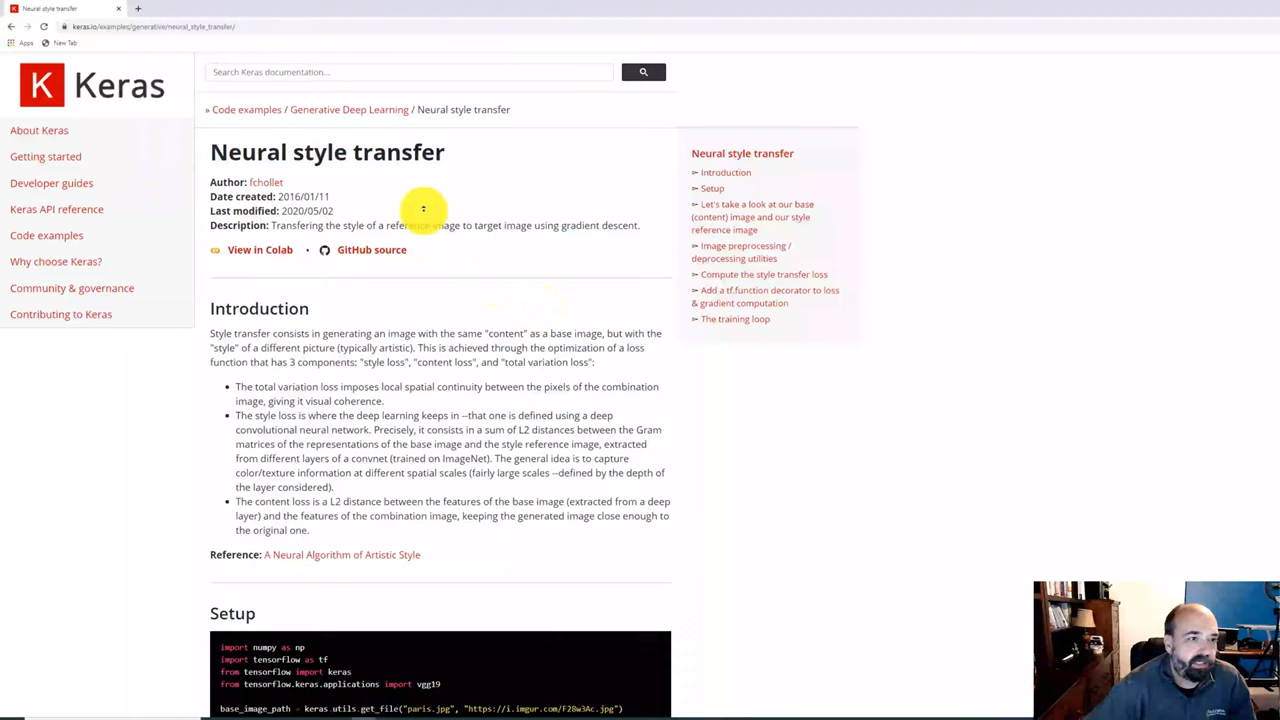 Neural style transfer
keras.io/examples/generative/neural_style_transfer/
Apps New Tab
K Keras
Search Keras documentation...
» Code examples / Generative Deep Learning / Neural style transfer
About Keras
Getting started
Developer guides
Keras API reference
Code examples
Why choose Keras?
Community & governance
Contributing to Keras
Neural style transfer
Author: fchollet
Date created: 2016/01/11
Last modified: 2020/05/02
Description: Transfering the style of a reference image to target image using gradient descent.
View in Colab • GitHub source
Introduction
Style transfer consists in generating an image with the same "content" as a base image, but with the
"style" of a different picture (typically artistic). This is achieved through the optimization of a loss
function that has 3 components: "style loss", "content loss", and "total variation loss":
• The total variation loss imposes local spatial continuity between the pixels of the combination
image, giving it visual coherence.
• The style loss is where the deep learning keeps in --that one is defined using a deep
convolutional neural network. Precisely, it consists in a sum of L2 distances between the Gram
matrices of the representations of the base image and the style reference image, extracted
from different layers of a convnet (trained on ImageNet). The general idea is to capture
color/texture information at different spatial scales (fairly large scales --defined by the depth of
the layer considered).
• The content loss is a L2 distance between the features of the base image (extracted from a deep
layer) and the features of the combination image, keeping the generated image close enough to
the original one.
Reference: A Neural Algorithm of Artistic Style
Setup
import numpy as np
import tensorflow as tf
from tensorflow import keras
from tensorflow.keras.applications import vgg19
base_image_path = keras.utils.get_file("paris.jpg", "https://i.imgur.com/F28w3Ac.jpg")
Neural style transfer
➢ Introduction
➢ Setup
➢ Let's take a look at our base
(content) image and our style
reference image
➢ Image preprocessing /
deprocessing utilities
➢ Compute the style transfer loss
➢ Add a tf.function decorator to loss
& gradient computation
➢ The training loop